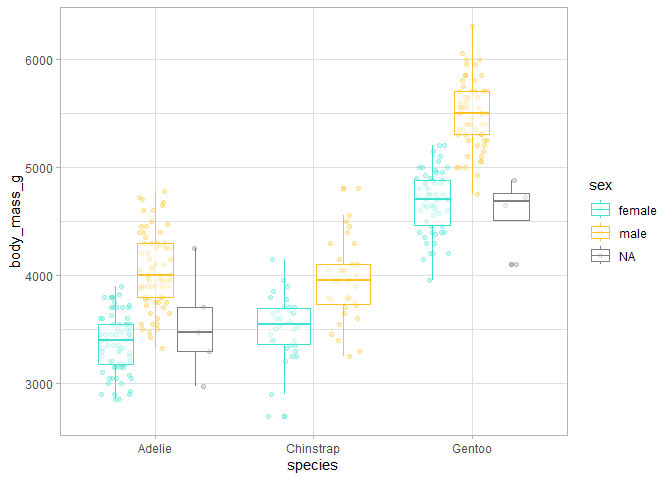 body_mass_g
6000
5000
4000
3000
Adelie
Chinstrap
Gentoo
species
sex
female
male
NA